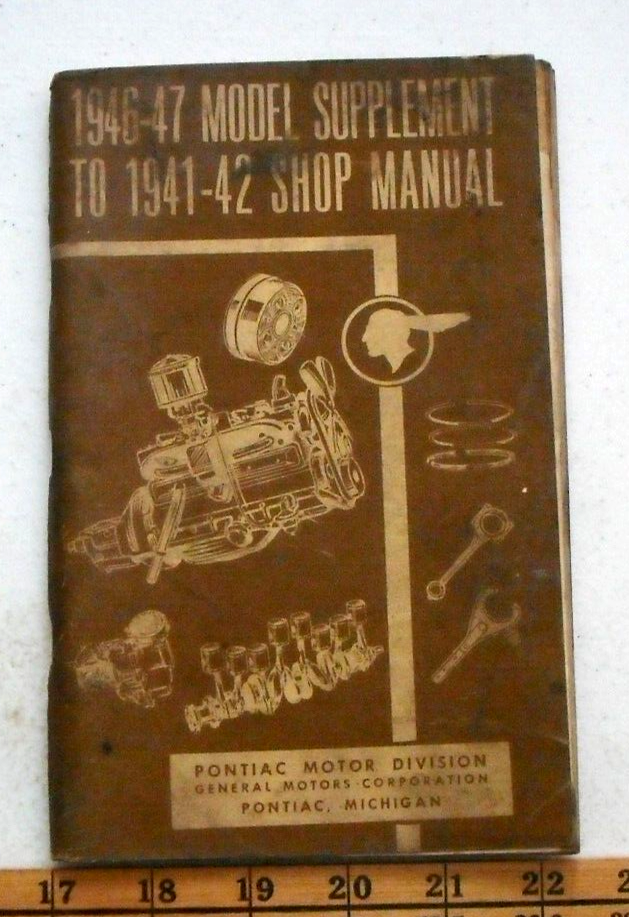 1946-47 MODEL SUPPLEMENT
TO 1941-42 SHOP MANUAL
PONTIAC MOTOR DIVISION
GENERAL MOTORS CORPORATION
PONTIAC, MICHIGAN
17 18 19 20 21 22 2